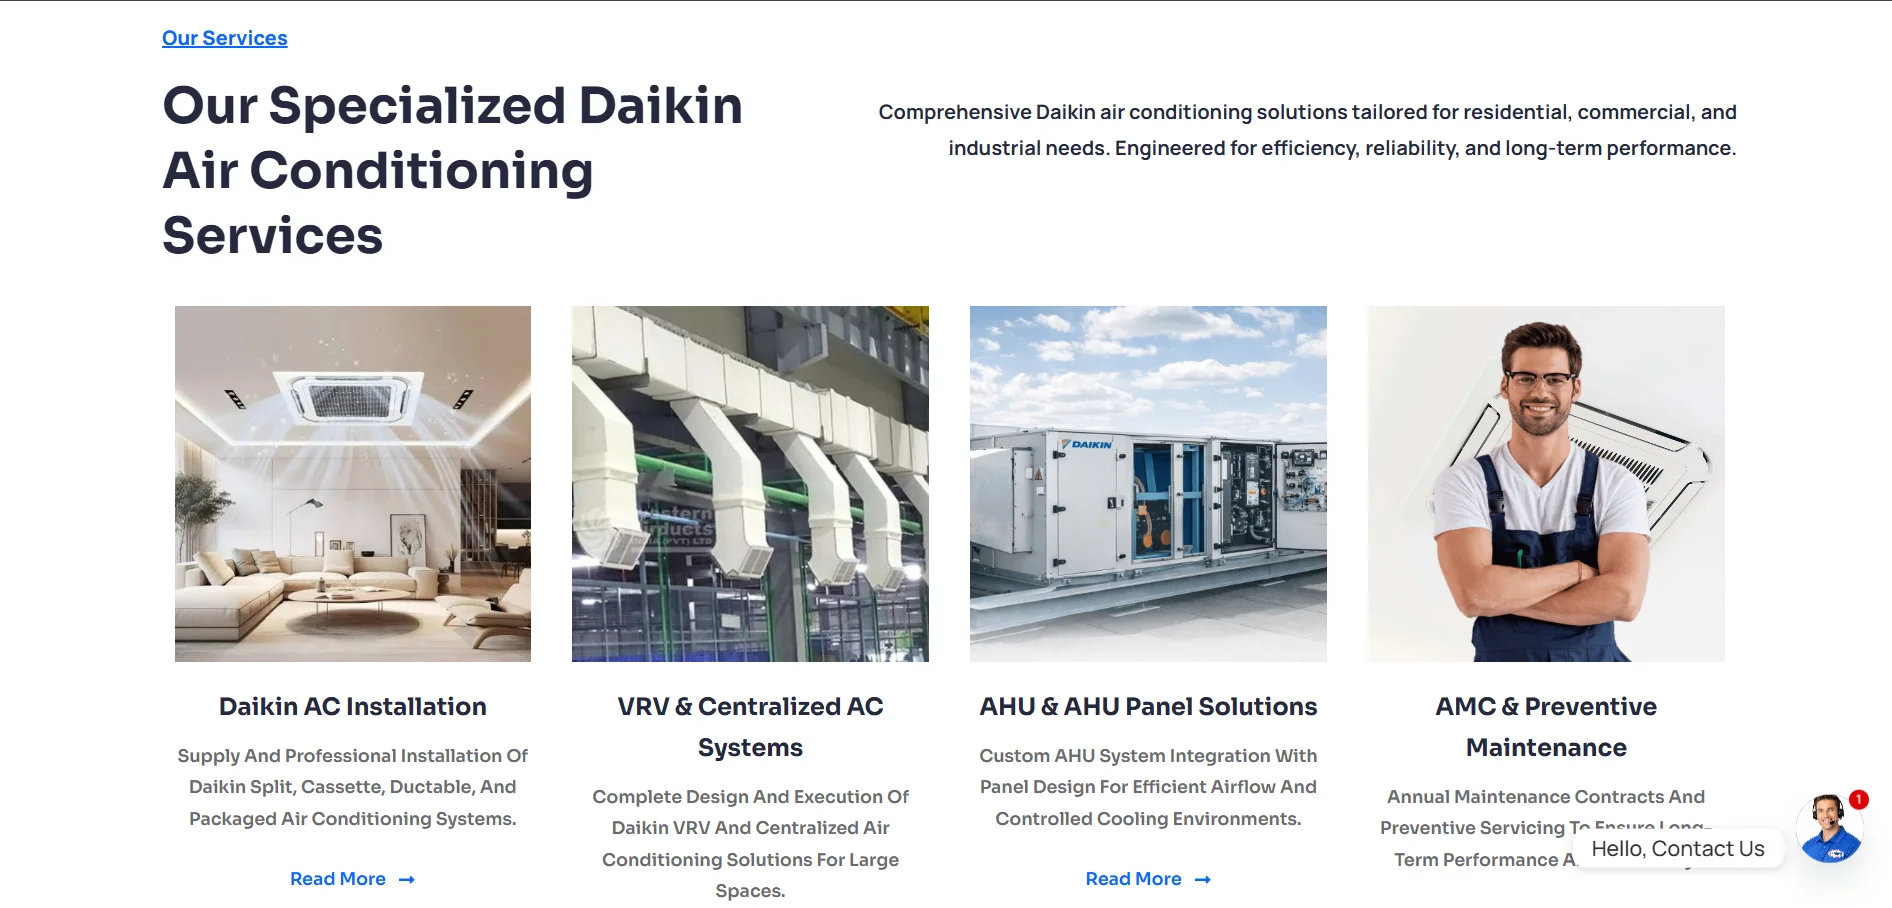 Our Services
Our Specialized Daikin
Air Conditioning
Services
Comprehensive Daikin air conditioning solutions tailored for residential, commercial, and
industrial needs. Engineered for efficiency, reliability, and long-term performance.
DAIKIN
Daikin AC Installation
Supply And Professional Installation Of
Daikin Split, Cassette, Ductable, And
Packaged Air Conditioning Systems.
Read More
VRV & Centralized AC
Systems
Complete Design And Execution Of
Daikin VRV And Centralized Air
Conditioning Solutions For Large
Spaces.
AHU & AHU Panel Solutions
Custom AHU System Integration With
Panel Design For Efficient Airflow And
Controlled Cooling Environments.
Read More
AMC & Preventive
Maintenance
Annual Maintenance Contracts And
Preventive Servicing To Ensure Long-
Term Performance
Hello, Contact Us
1